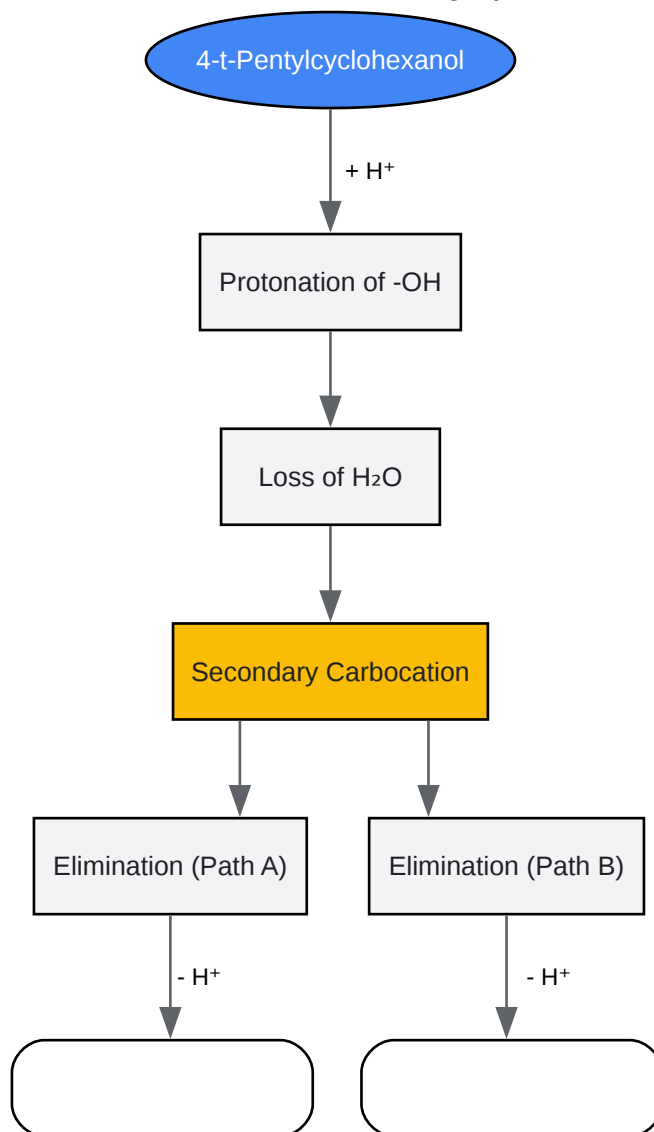 4-t-Pentylcyclohexanol
+ H⁺
Protonation of -OH
Loss of H₂O
Secondary Carbocation
Elimination (Path A)
Elimination (Path B)
- H⁺
- H⁺